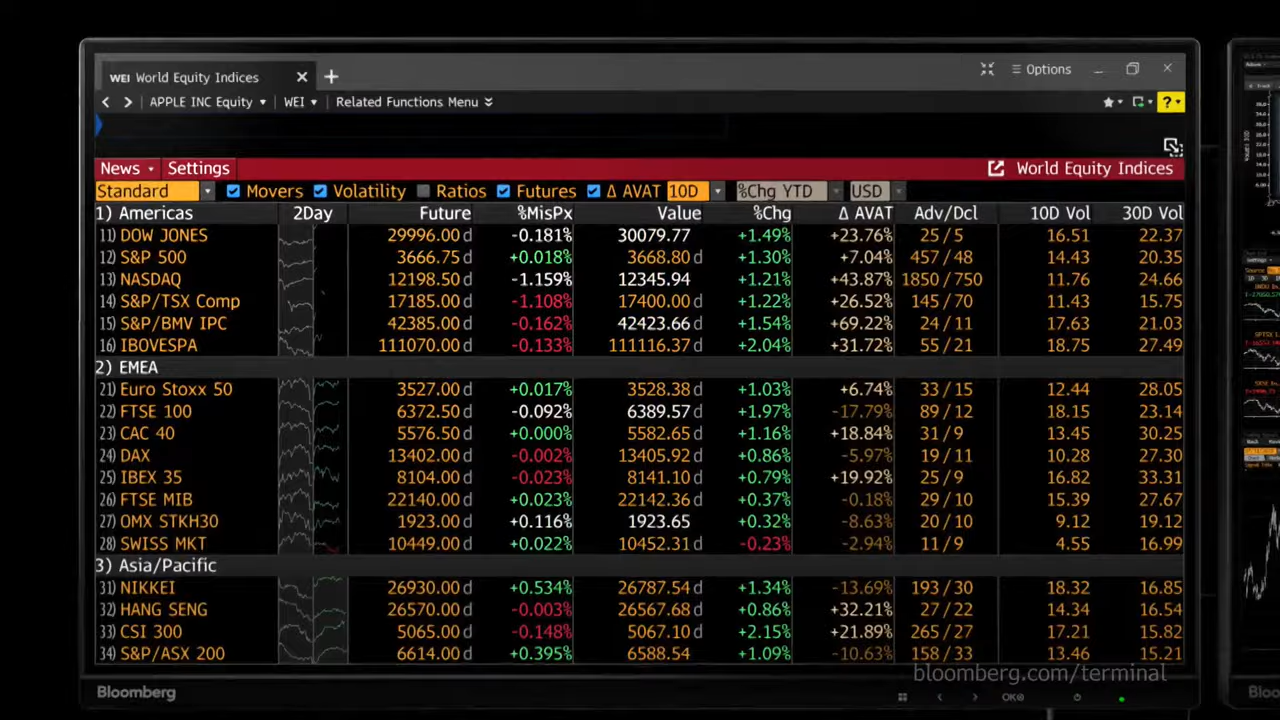 WEI World Equity Indices
Options
APPLE INC Equity WEI Related Functions Menu
?
News Settings World Equity Indices
Standard Movers Volatility Ratios Futures Δ AVAT 10D %Chg YTD USD
1) Americas 2Day Future %MisPx Value %Chg Δ AVAT Adv/Dcl 10D Vol 30D Vol
11) DOW JONES 29996.00 d -0.181% 30079.77 +1.49% +23.76% 25 / 5 16.51 22.37
12) S&P 500 3666.75 d +0.018% 3668.80 d +1.30% +7.04% 457 / 48 14.43 20.35
13) NASDAQ 12198.50 d -1.159% 12345.94 +1.21% +43.87% 1850 / 750 11.76 24.66
14) S&P/TSX Comp 17185.00 d -1.108% 17400.00 d +1.22% +26.52% 145 / 70 11.43 15.75
15) S&P/BMV IPC 42385.00 d -0.162% 42423.66 d +1.54% +69.22% 24 / 11 17.63 21.03
16) IBOVESPA 111070.00 d -0.133% 111116.37 d +2.04% +31.72% 55 / 21 18.75 27.49
2) EMEA
21) Euro Stoxx 50 3527.00 d +0.017% 3528.38 d +1.03% +6.74% 33 / 15 12.44 28.05
22) FTSE 100 6372.50 d -0.092% 6389.57 d +1.97% -17.79% 89 / 12 18.15 23.14
23) CAC 40 5576.50 d +0.000% 5582.65 d +1.16% +18.84% 31 / 9 13.45 30.25
24) DAX 13402.00 d -0.002% 13405.92 d +0.86% -5.97% 19 / 11 10.28 27.30
25) IBEX 35 8104.00 d -0.023% 8141.10 d +0.79% +19.92% 25 / 9 16.82 33.31
26) FTSE MIB 22140.00 d +0.023% 22142.36 d +0.37% -0.18% 29 / 10 15.39 27.67
27) OMX STKH30 1923.00 d +0.116% 1923.65 +0.32% -8.63% 20 / 10 9.12 19.12
28) SWISS MKT 10449.00 d +0.022% 10452.31 d -0.23% -2.94% 11 / 9 4.55 16.99
3) Asia/Pacific
31) NIKKEI 26930.00 d +0.534% 26787.54 d +1.34% -13.69% 193 / 30 18.32 16.85
32) HANG SENG 26570.00 d -0.003% 26567.68 d +0.86% +32.21% 27 / 22 14.34 16.54
33) CSI 300 5065.00 d -0.148% 5067.10 d +2.15% +21.89% 265 / 27 17.21 15.82
34) S&P/ASX 200 6614.00 d +0.395% 6588.54 +1.09% -10.63% 158 / 33 13.46 15.21
bloomberg.com/terminal
Bloomberg
OK
Bloo